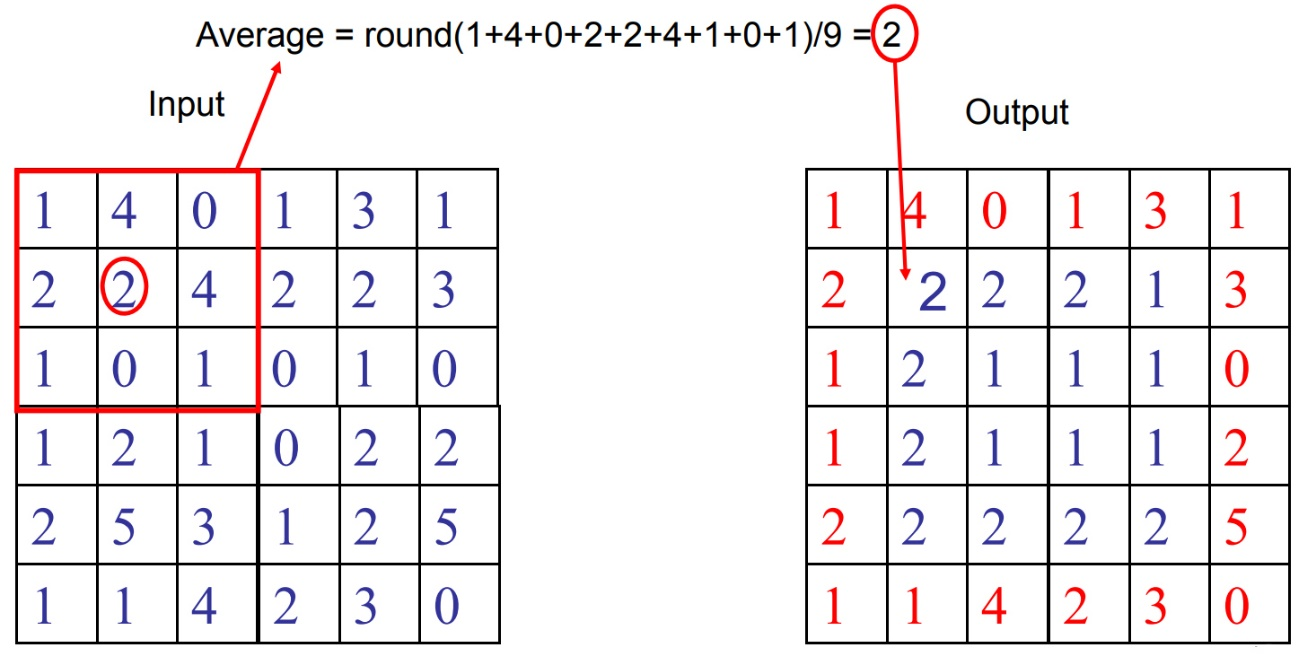 Average = round(1+4+0+2+2+4+1+0+1)/9 = 2
Input
Output
1 4 0 1 3 1
2 2 4 2 2 3
1 0 1 0 1 0
1 2 1 0 2 2
2 5 3 1 2 5
1 1 4 2 3 0
1 4 0 1 3 1
2 2 2 2 1 3
1 2 1 1 1 0
1 2 1 1 1 2
2 2 2 2 2 5
1 1 4 2 3 0